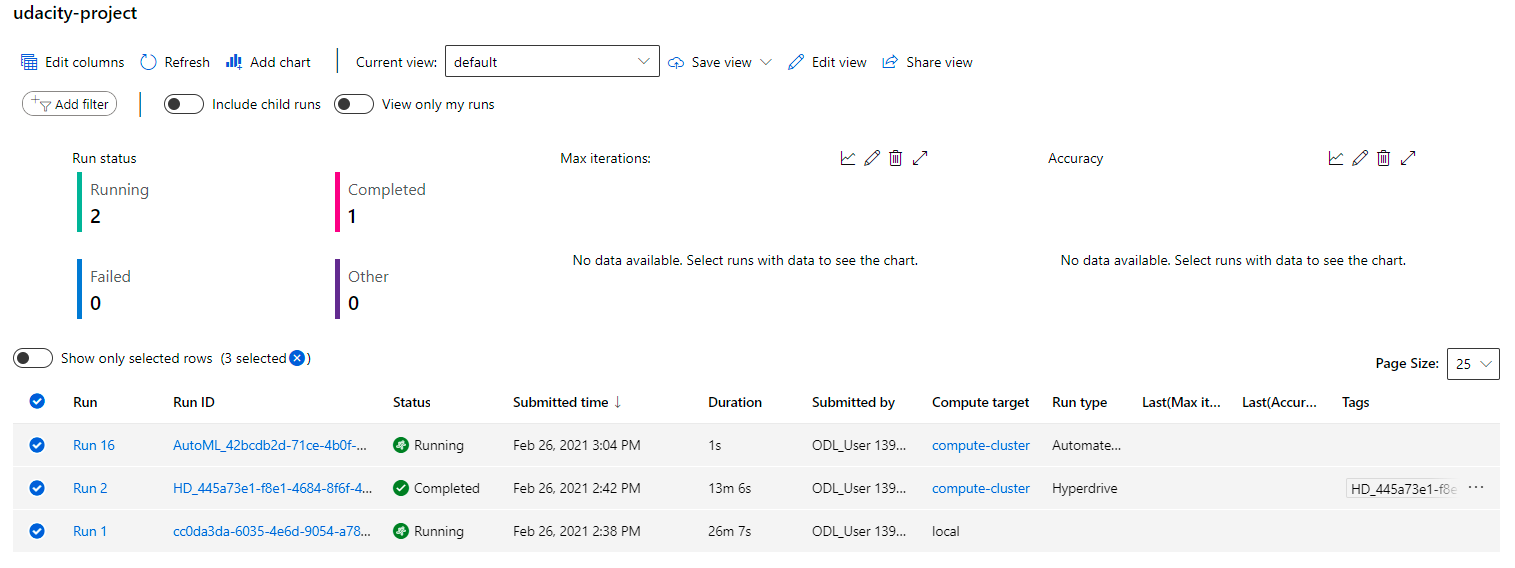 udacity-project
Edit columns Refresh Add chart Current view: default Save view Edit view Share view
Add filter Include child runs View only my runs
Run status Max iterations: Accuracy
Running Completed
2 1
No data available. Select runs with data to see the chart. No data available. Select runs with data to see the chart.
Failed Other
0 0
Show only selected rows (3 selected )
Page Size: 25
Run Run ID Status Submitted time ↓ Duration Submitted by Compute target Run type Last(Max it... Last(Accur... Tags
Run 16 AutoML_42bcdb2d-71ce-4b0f-... Running Feb 26, 2021 3:04 PM 1s ODL_User 139... compute-cluster Automate...
Run 2 HD_445a73e1-f8e1-4684-8f6f-4... Completed Feb 26, 2021 2:42 PM 13m 6s ODL_User 139... compute-cluster Hyperdrive HD_445a73e1-f8e ...
Run 1 cc0da3da-6035-4e6d-9054-a78... Running Feb 26, 2021 2:38 PM 26m 7s ODL_User 139... local